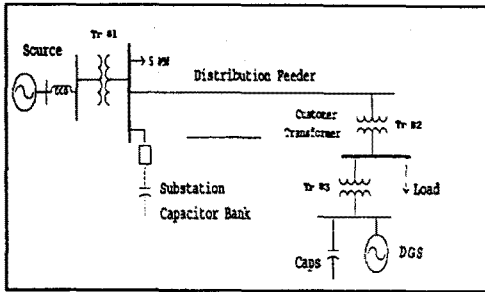 Tr #1
Source
5 MW
Distribution Feeder
Customer
Transformer
Tr #2
Substation
Capacitor Bank
Tr #3
Load
Caps
DGS